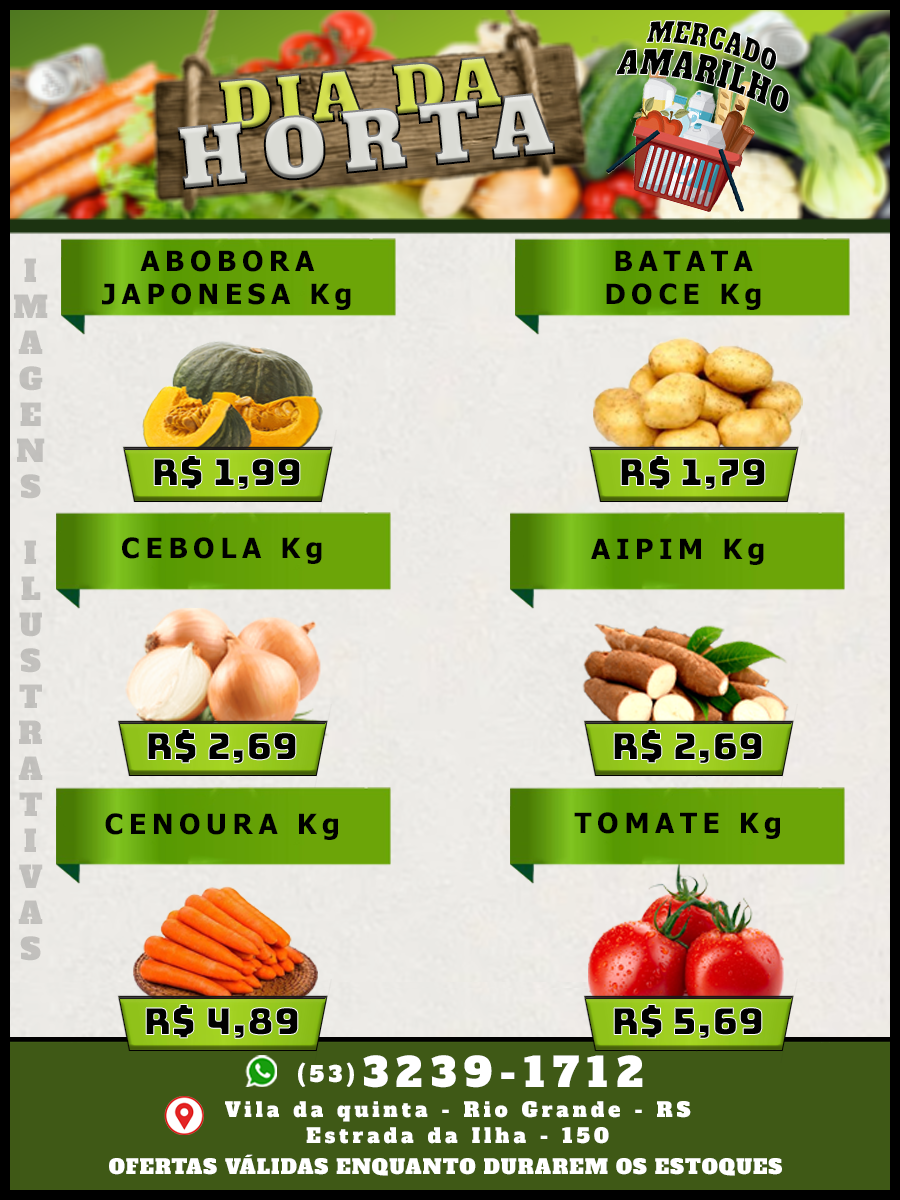 DIA DA
HORTA
MERCADO
AMARILHO
IMAGENS ILUSTRATIVAS
ABOBORA
JAPONESA Kg
R$ 1,99
BATATA
DOCE Kg
R$ 1,79
CEBOLA Kg
R$ 2,69
AIPIM Kg
R$ 2,69
CENOURA Kg
R$ 4,89
TOMATE Kg
R$ 5,69
(53) 3239-1712
Vila da quinta - Rio Grande - RS
Estrada da Ilha - 150
OFERTAS VÁLIDAS ENQUANTO DURAREM OS ESTOQUES